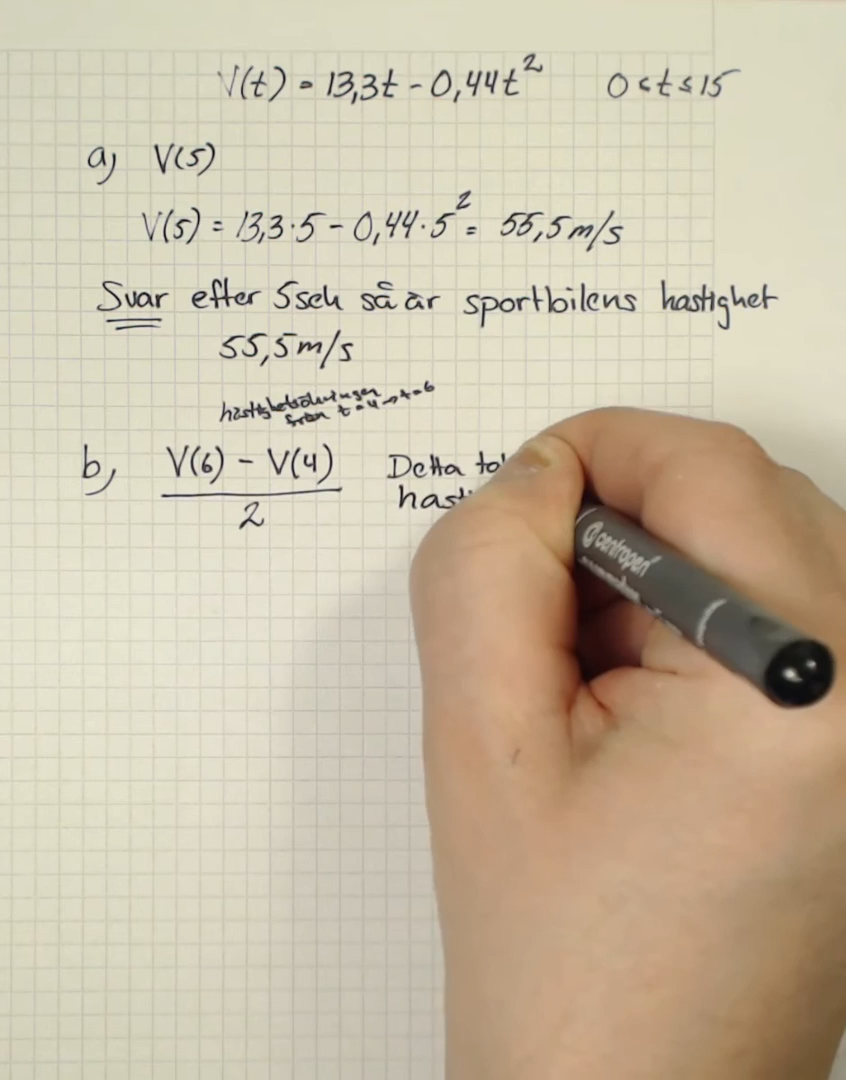 V(t) = 13,3t - 0,44t² 0 < t ≤ 15
a) V(5)
V(5) = 13,3·5 - 0,44·5² = 55,5 m/s
Svar efter 5sek så är sportbilens hastighet
55,5 m/s
hastighetsökningen
från t=4 → t=6
b) V(6) - V(4)
2
Detta
centropen